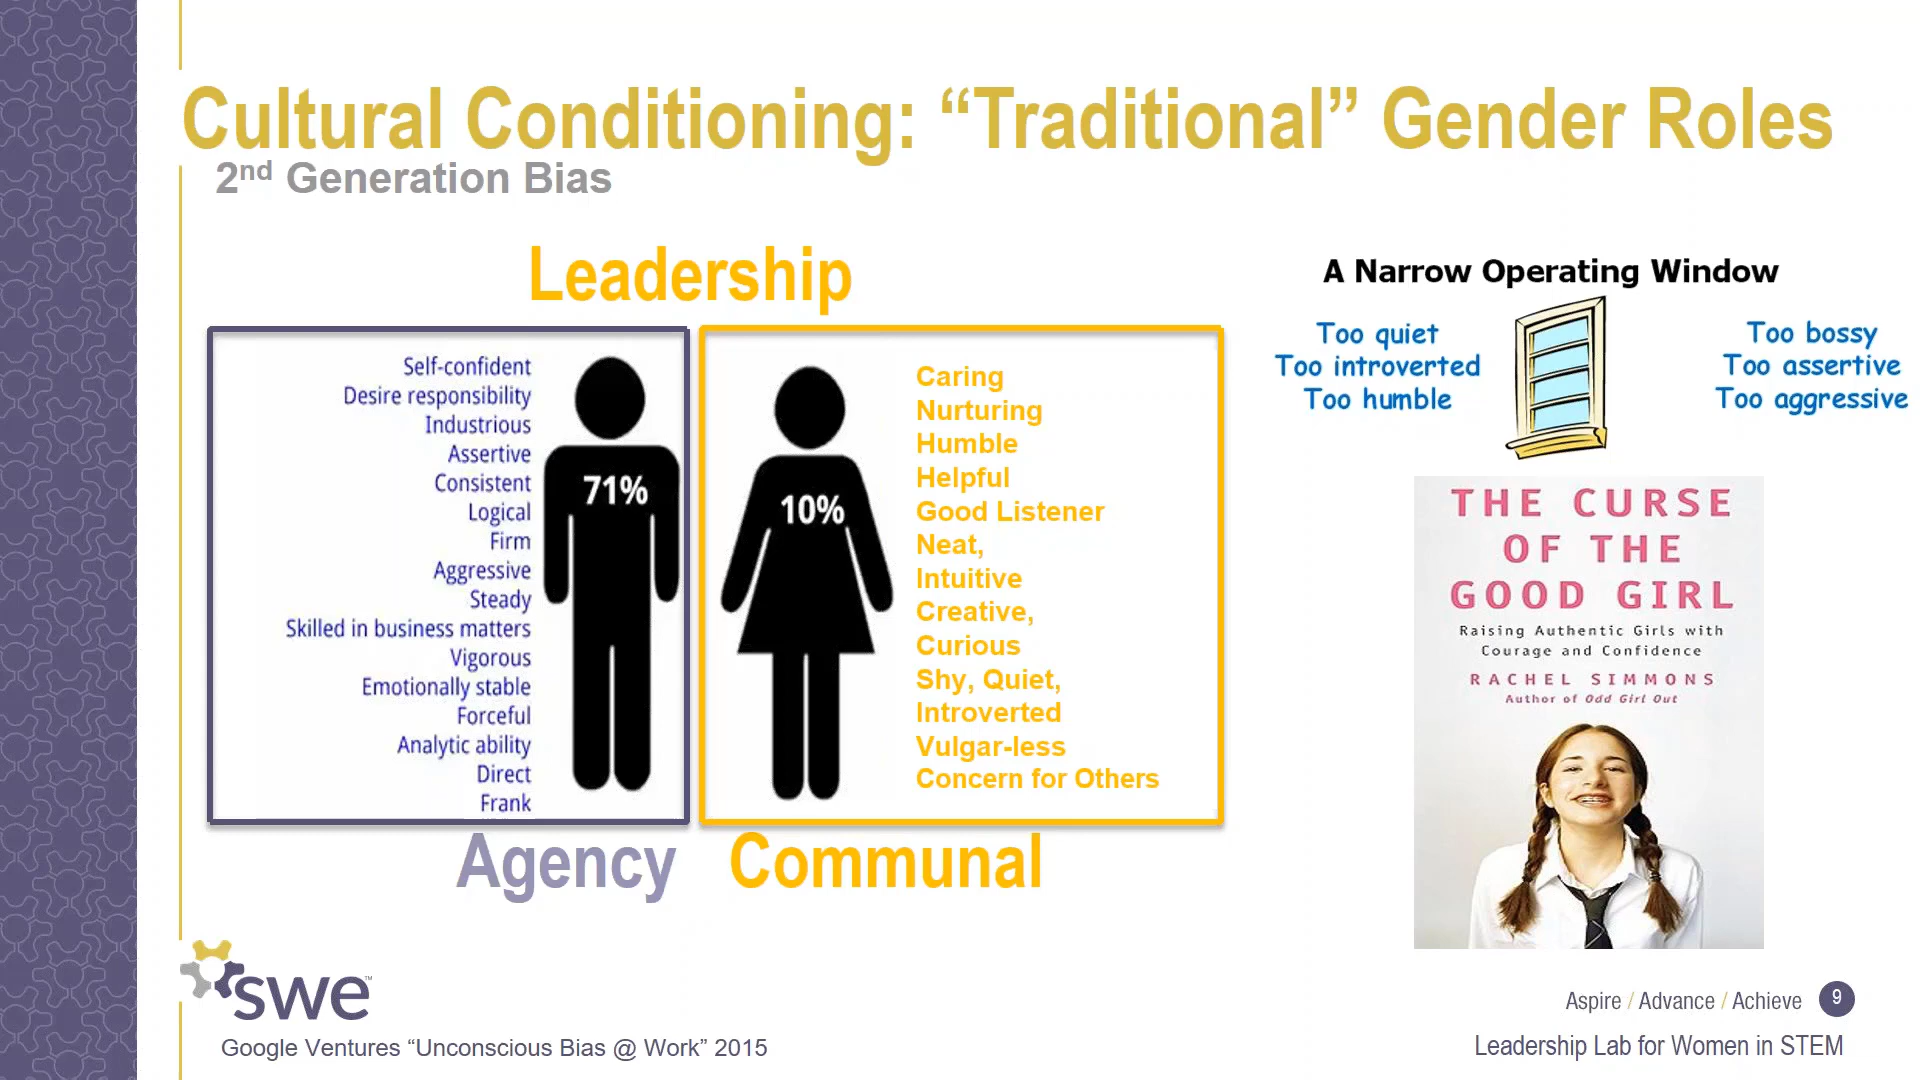 Cultural Conditioning: “Traditional” Gender Roles
2nd Generation Bias
Leadership
Self-confident
Desire responsibility
Industrious
Assertive
Consistent
Logical
Firm
Aggressive
Steady
Skilled in business matters
Vigorous
Emotionally stable
Forceful
Analytic ability
Direct
Frank
71%
10%
Caring
Nurturing
Humble
Helpful
Good Listener
Neat,
Intuitive
Creative,
Curious
Shy, Quiet,
Introverted
Vulgar-less
Concern for Others
Agency
Communal
A Narrow Operating Window
Too quiet
Too introverted
Too humble
Too bossy
Too assertive
Too aggressive
THE CURSE
OF THE
GOOD GIRL
Raising Authentic Girls with
Courage and Confidence
RACHEL SIMMONS
Author of Odd Girl Out
swe™
Google Ventures “Unconscious Bias @ Work” 2015
Aspire / Advance / Achieve 9
Leadership Lab for Women in STEM